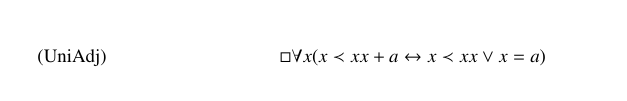 (UniAdj) □∀x(x ≺ xx + a ↔ x ≺ xx ∨ x = a)